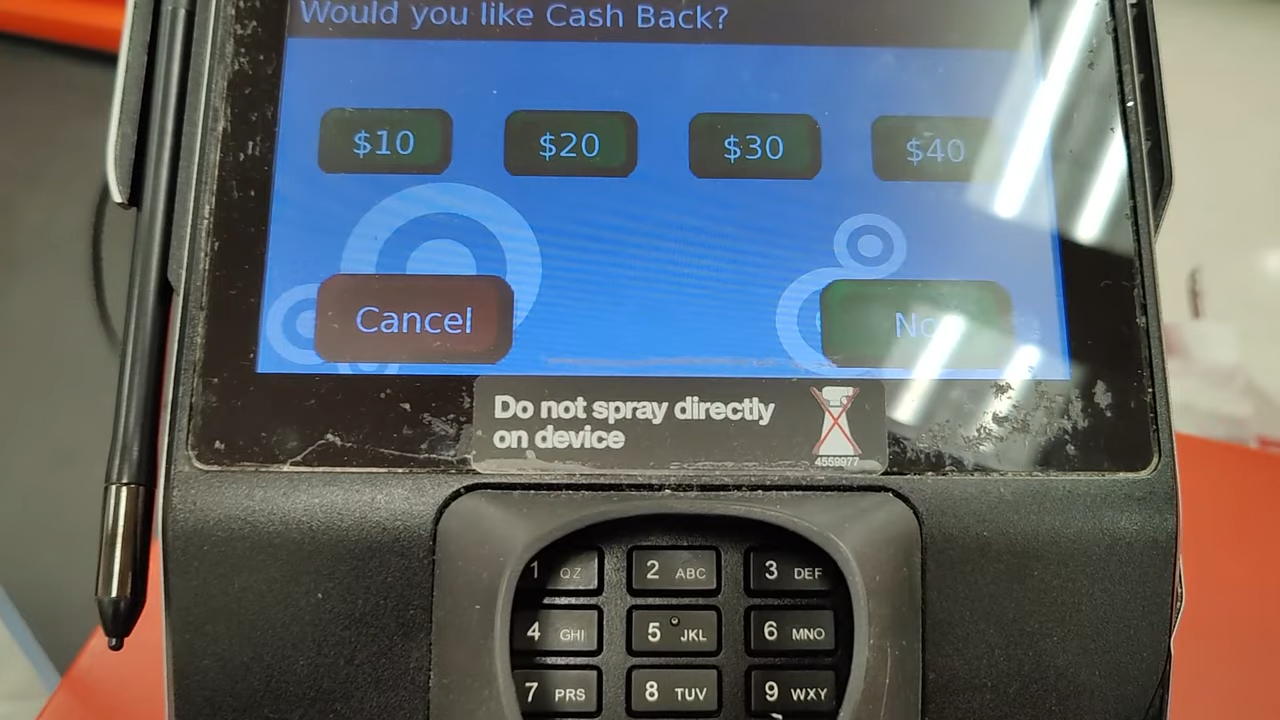 Would you like Cash Back?
$10 $20 $30 $40
Cancel No
Do not spray directly
on device
4559977
1 QZ 2 ABC 3 DEF
4 GHI 5 JKL 6 MNO
7 PRS 8 TUV 9 WXY